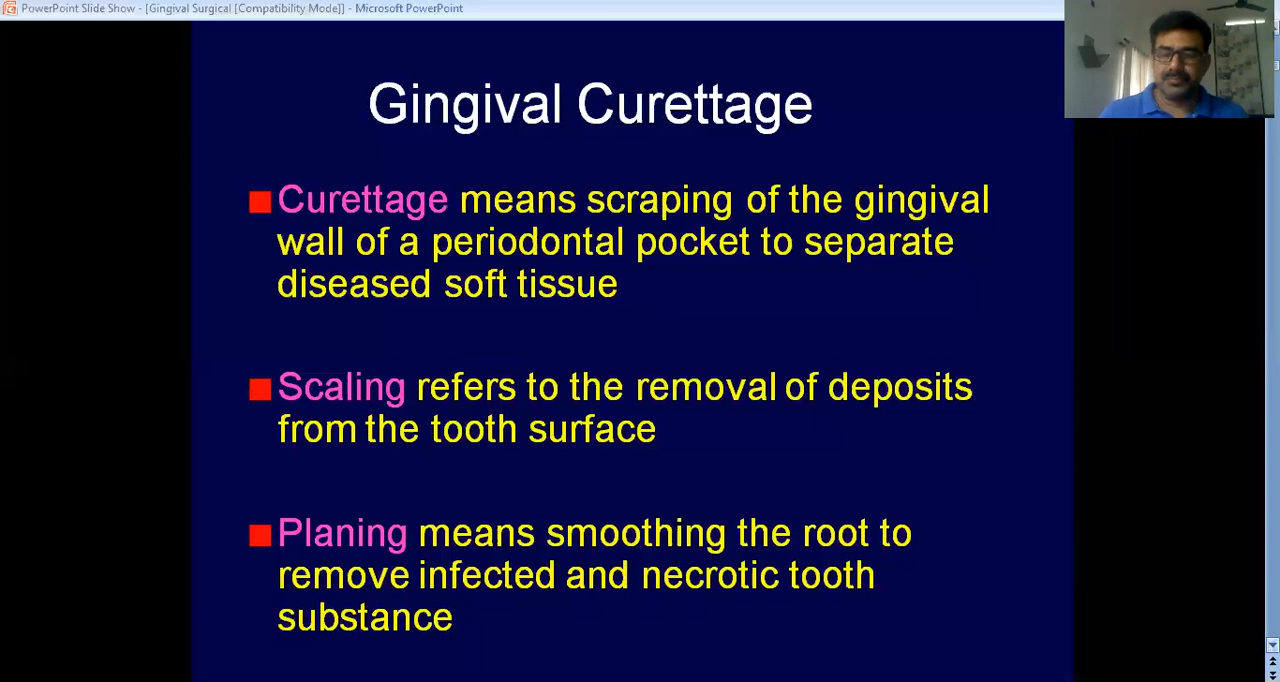 PowerPoint Slide Show - [Gingival Surgical [Compatibility Mode]] - Microsoft PowerPoint
Gingival Curettage
Curettage means scraping of the gingival
wall of a periodontal pocket to separate
diseased soft tissue
Scaling refers to the removal of deposits
from the tooth surface
Planing means smoothing the root to
remove infected and necrotic tooth
substance